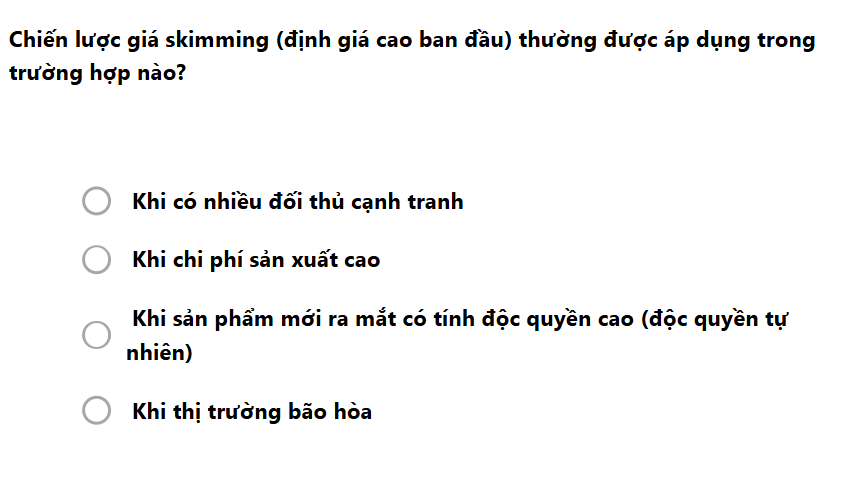 Chiến lược giá skimming (định giá cao ban đầu) thường được áp dụng trong
trường hợp nào?
Khi có nhiều đối thủ cạnh tranh
Khi chi phí sản xuất cao
Khi sản phẩm mới ra mắt có tính độc quyền cao (độc quyền tự
nhiên)
Khi thị trường bão hòa